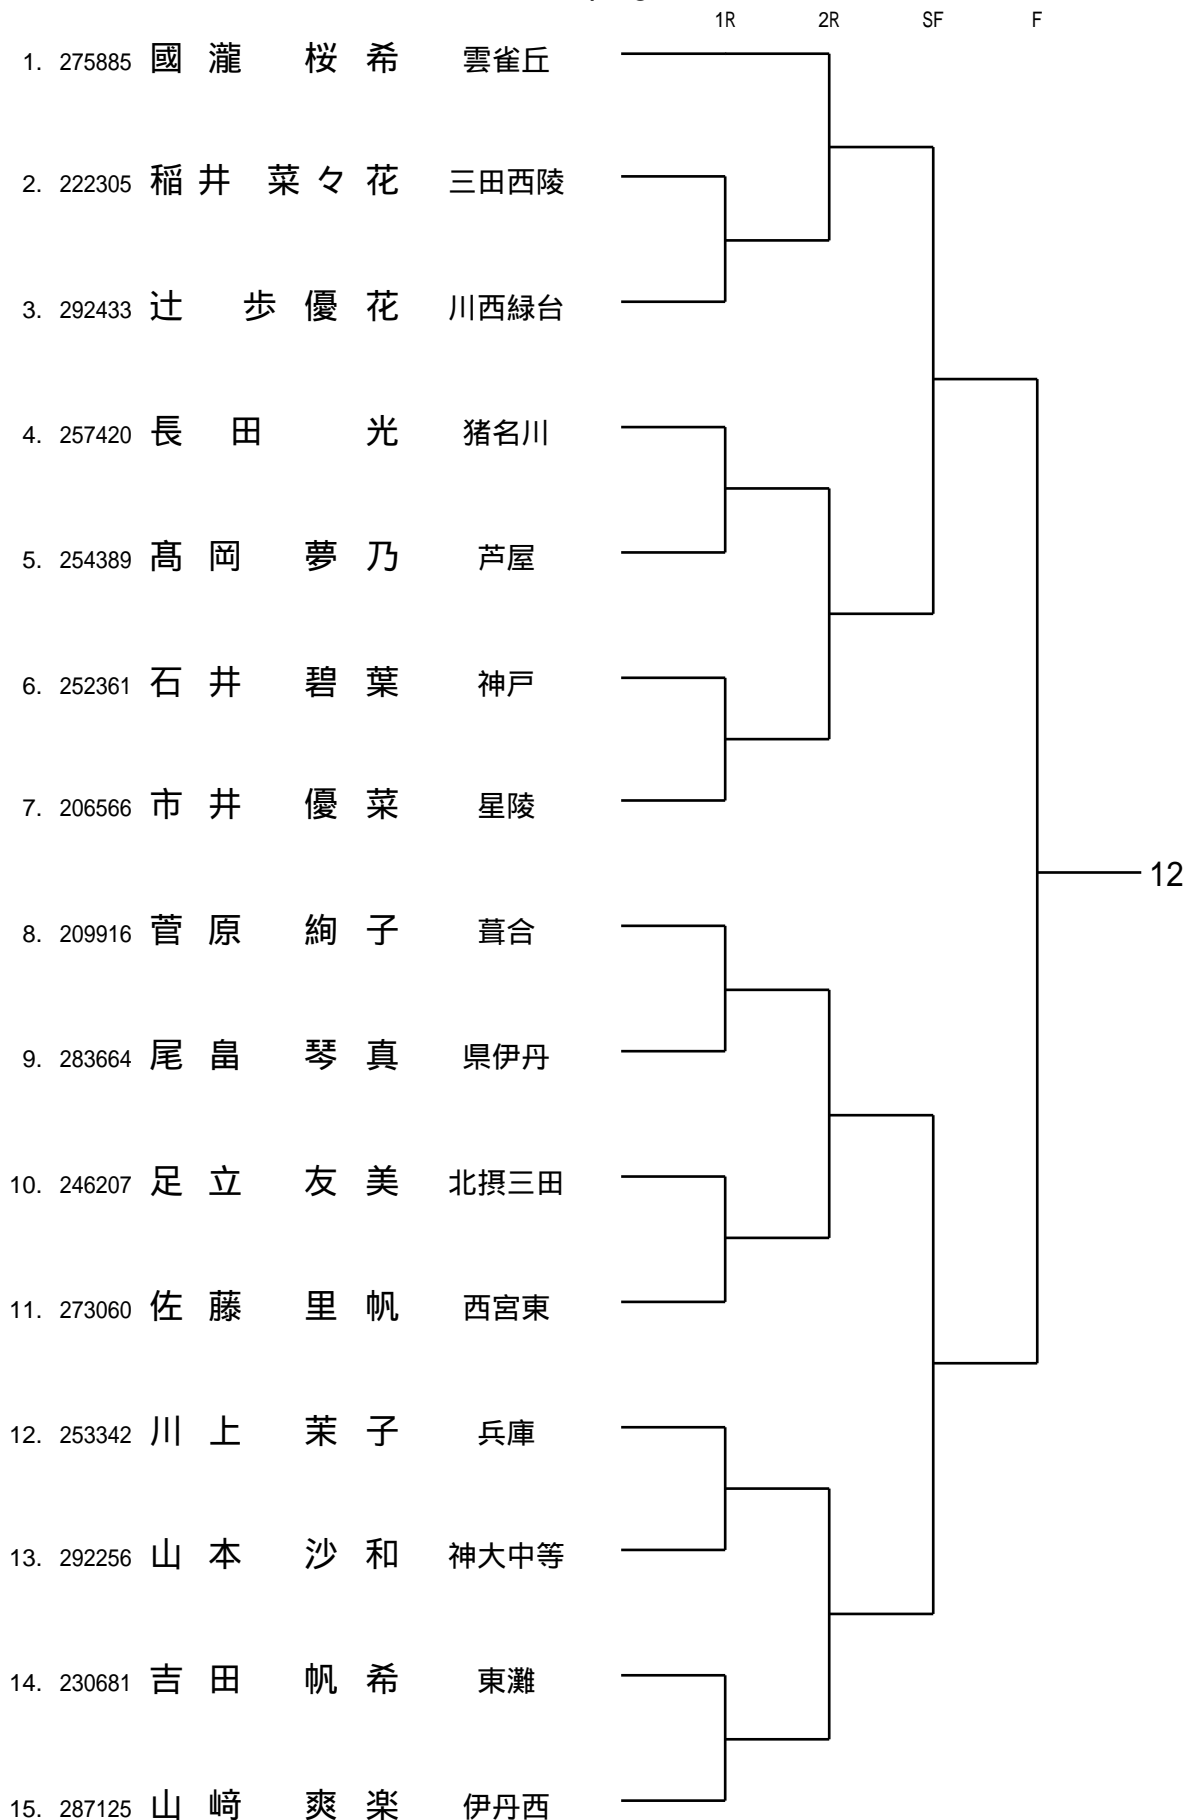 1R 2R SF F
1. 275885 國瀧 桜希 雲雀丘
2. 222305 稲井 菜々花 三田西陵
3. 292433 辻 歩優花 川西緑台
4. 257420 長田 光 猪名川
5. 254389 髙岡 夢乃 芦屋
6. 252361 石井 碧葉 神戸
7. 206566 市井 優菜 星陵
12
8. 209916 菅原 絢子 葺合
9. 283664 尾畠 琴真 県伊丹
10. 246207 足立 友美 北摂三田
11. 273060 佐藤 里帆 西宮東
12. 253342 川上 茉子 兵庫
13. 292256 山本 沙和 神大中等
14. 230681 吉田 帆希 東灘
15. 287125 山﨑 爽楽 伊丹西